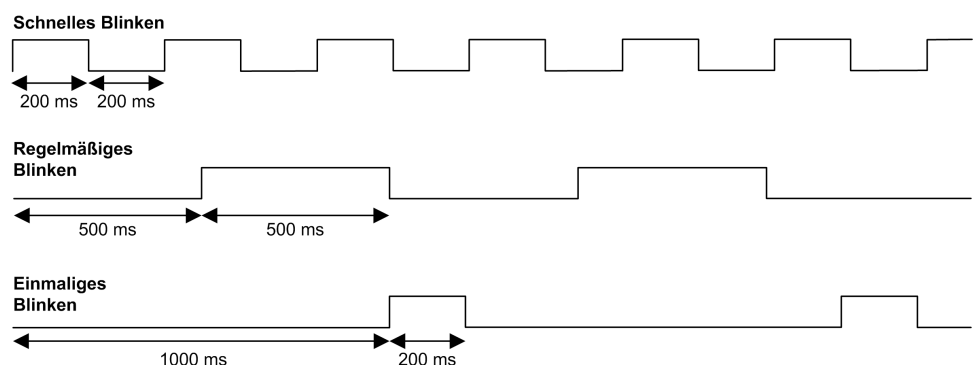 Schnelles Blinken
200 ms 200 ms
Regelmäßiges
Blinken
500 ms 500 ms
Einmaliges
Blinken
1000 ms 200 ms